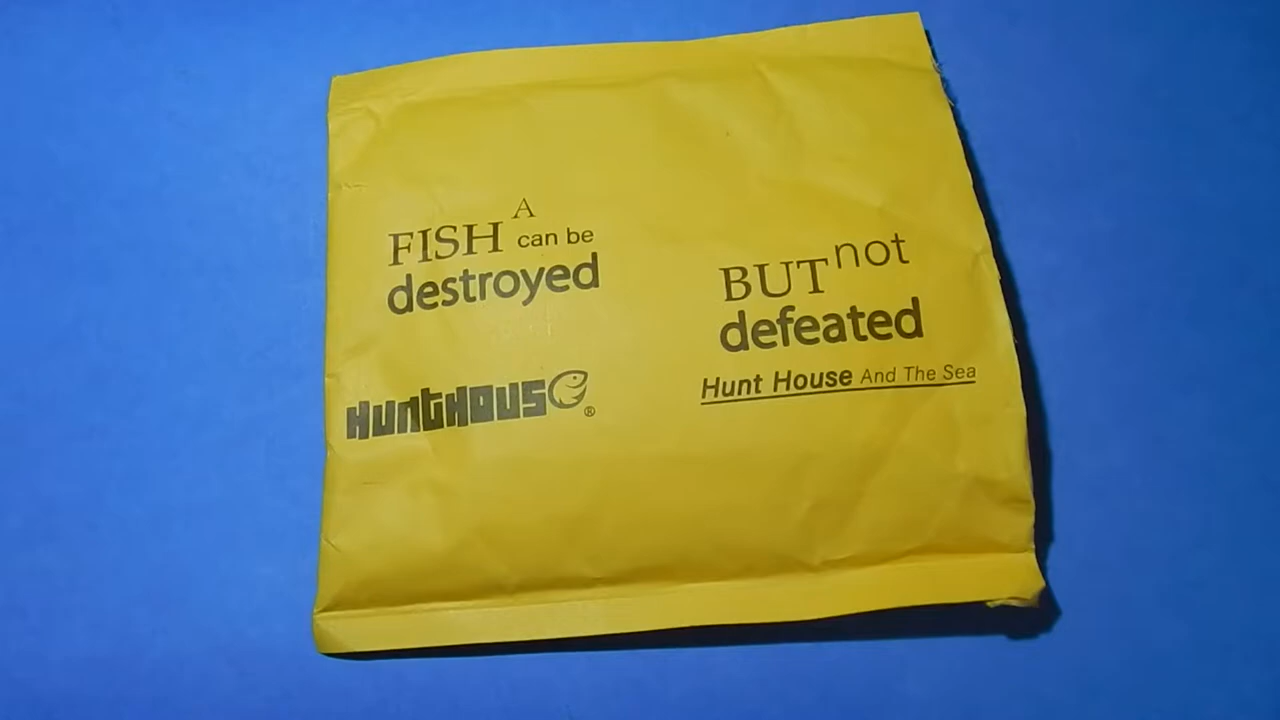 A
FISH can be
destroyed
HUNTHOUSE®
BUT not
defeated
Hunt House And The Sea